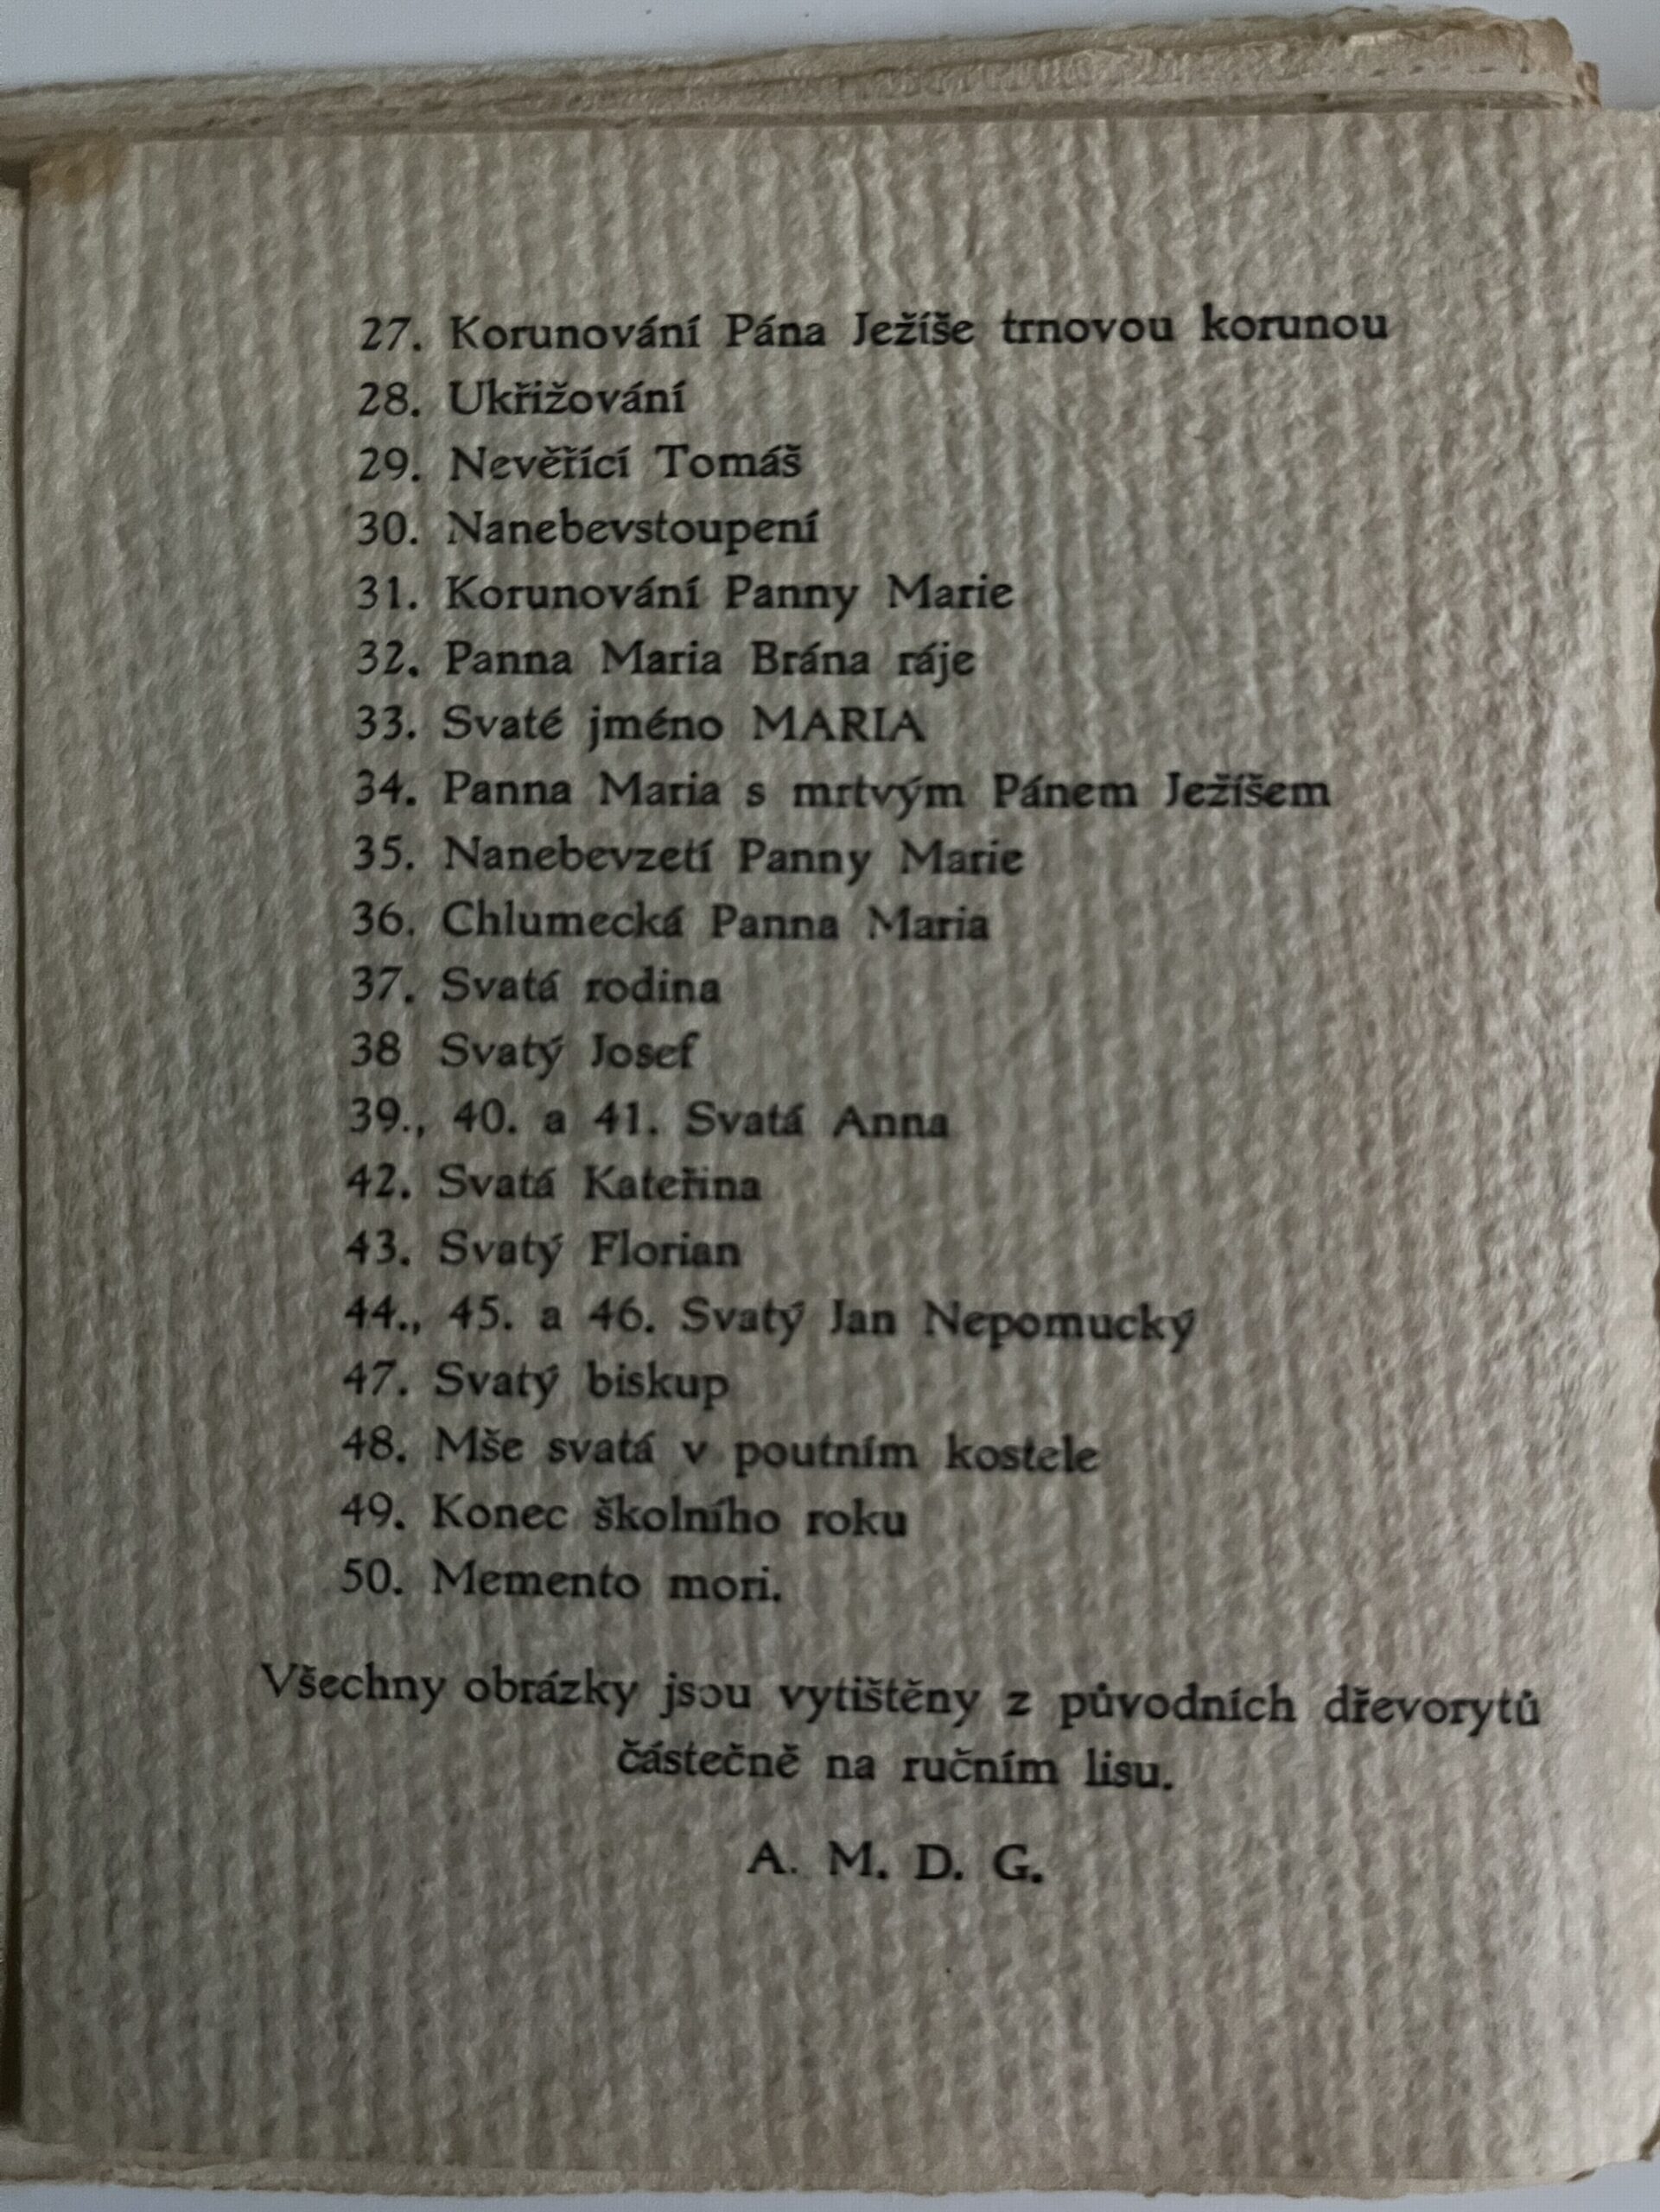 27. Korunování Pána Ježíše trnovou korunou
28. Ukřižování
29. Nevěřící Tomáš
30. Nanebevstoupení
31. Korunování Panny Marie
32. Panna Maria Brána ráje
33. Svaté jméno MARIA
34. Panna Maria s mrtvým Pánem Ježíšem
35. Nanebevzetí Panny Marie
36. Chlumecká Panna Maria
37. Svatá rodina
38 Svatý Josef
39., 40. a 41. Svatá Anna
42. Svatá Kateřina
43. Svatý Florian
44., 45. a 46. Svatý Jan Nepomucký
47. Svatý biskup
48. Mše svatá v poutním kostele
49. Konec školního roku
50. Memento mori.
Všechny obrázky jsou vytištěny z původních dřevorytů
částečně na ručním lisu.
A. M. D. G.